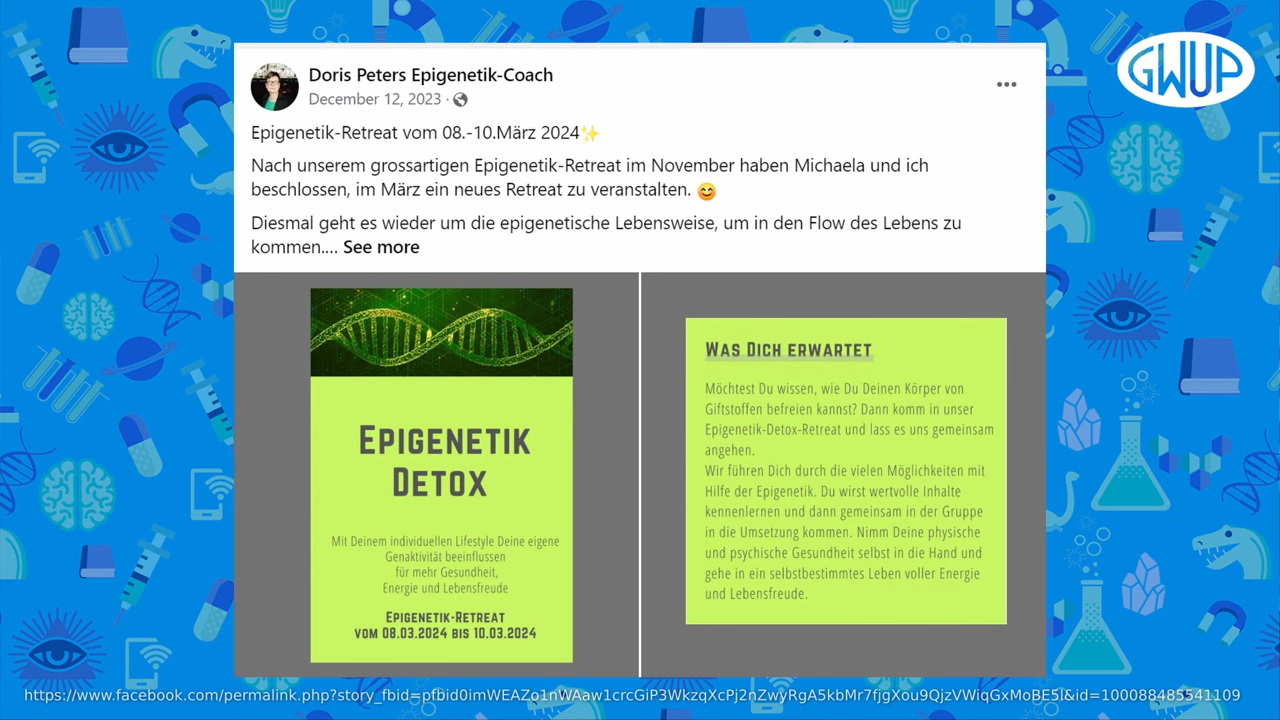 GWUP
Doris Peters Epigenetik-Coach
December 12, 2023 ·
Epigenetik-Retreat vom 08.-10.März 2024✨
Nach unserem grossartigen Epigenetik-Retreat im November haben Michaela und ich
beschlossen, im März ein neues Retreat zu veranstalten. 😊
Diesmal geht es wieder um die epigenetische Lebensweise, um in den Flow des Lebens zu
kommen.... See more
EPIGENETIK
DETOX
Mit Deinem individuellen Lifestyle Deine eigene
Genaktivität beeinflussen
für mehr Gesundheit,
Energie und Lebensfreude
EPIGENETIK-RETREAT
VOM 08.03.2024 BIS 10.03.2024
WAS DICH ERWARTET
Möchtest Du wissen, wie Du Deinen Körper von
Giftstoffen befreien kannst? Dann komm in unser
Epigenetik-Detox-Retreat und lass es uns gemeinsam
angehen.
Wir führen Dich durch die vielen Möglichkeiten mit
Hilfe der Epigenetik. Du wirst wertvolle Inhalte
kennenlernen und dann gemeinsam in der Gruppe
in die Umsetzung kommen. Nimm Deine physische
und psychische Gesundheit selbst in die Hand und
gehe in ein selbstbestimmtes Leben voller Energie
und Lebensfreude.
https://www.facebook.com/permalink.php?story_fbid=pfbid0imWEAZo1nWAaw1crcGiP3WkzqXcPj2nZwyRgA5kbMr7fjgXou9QjzVWiqGxMoBE5l&id=100088485541109